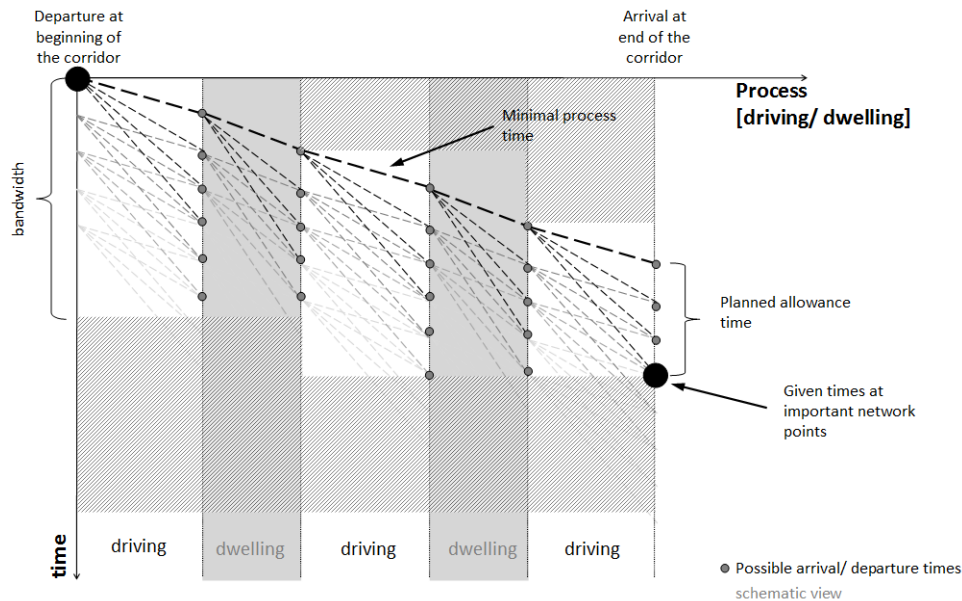 Departure at
beginning of
the corridor
Arrival at
end of the
corridor
Process
[driving/ dwelling]
Minimal process
time
bandwidth
Planned allowance
time
Given times at
important network
points
time
driving
dwelling
driving
dwelling
driving
Possible arrival/ departure times
schematic view